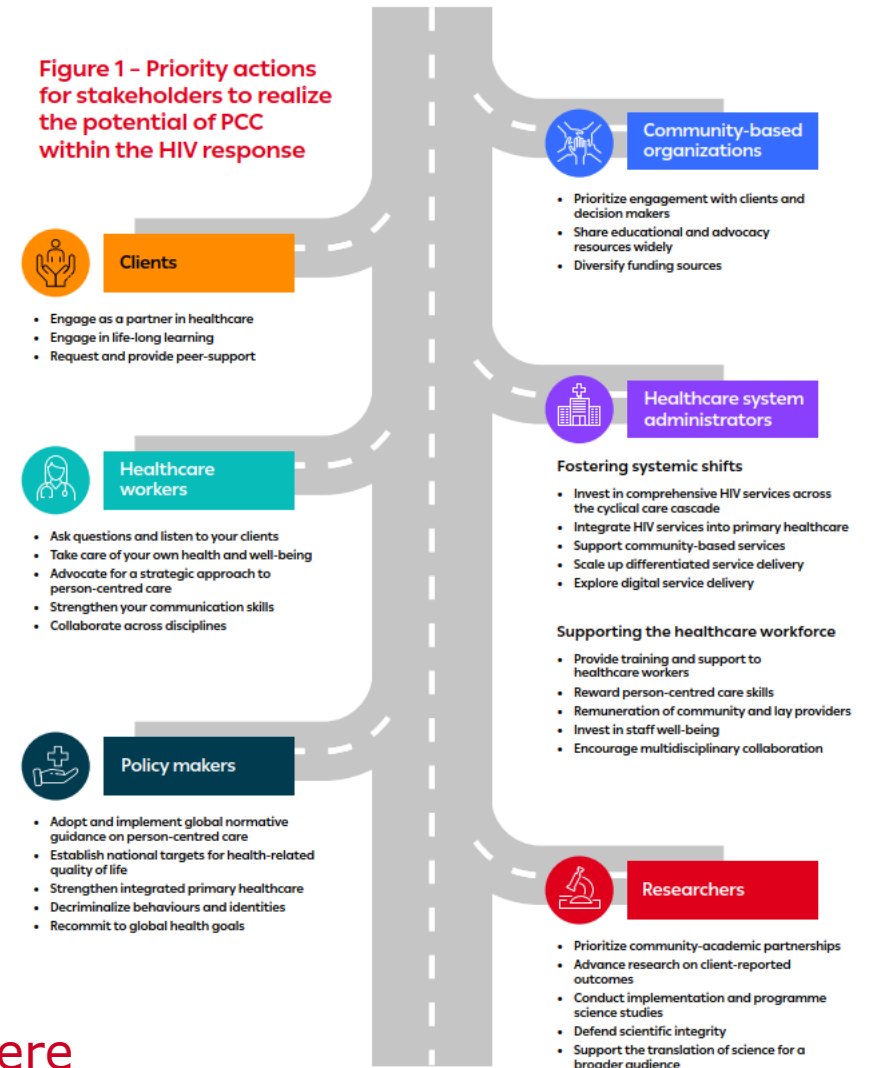 Figure 1 – Priority actions
for stakeholders to realize
the potential of PCC
within the HIV response
Community-based
organizations
• Prioritize engagement with clients and
decision makers
• Share educational and advocacy
resources widely
• Diversify funding sources
Clients
• Engage as a partner in healthcare
• Engage in life-long learning
• Request and provide peer-support
Healthcare system
administrators
Fostering systemic shifts
• Invest in comprehensive HIV services across
the cyclical care cascade
• Integrate HIV services into primary healthcare
• Support community-based services
• Scale up differentiated service delivery
• Explore digital service delivery
Supporting the healthcare workforce
• Provide training and support to
healthcare workers
• Reward person-centred care skills
• Remuneration of community and lay providers
• Invest in staff well-being
• Encourage multidisciplinary collaboration
Healthcare
workers
• Ask questions and listen to your clients
• Take care of your own health and well-being
• Advocate for a strategic approach to
person-centred care
• Strengthen your communication skills
• Collaborate across disciplines
Policy makers
• Adopt and implement global normative
guidance on person-centred care
• Establish national targets for health-related
quality of life
• Strengthen integrated primary healthcare
• Decriminalize behaviours and identities
• Recommit to global health goals
Researchers
• Prioritize community-academic partnerships
• Advance research on client-reported
outcomes
• Conduct implementation and programme
science studies
• Defend scientific integrity
• Support the translation of science for a
broader audience
ere